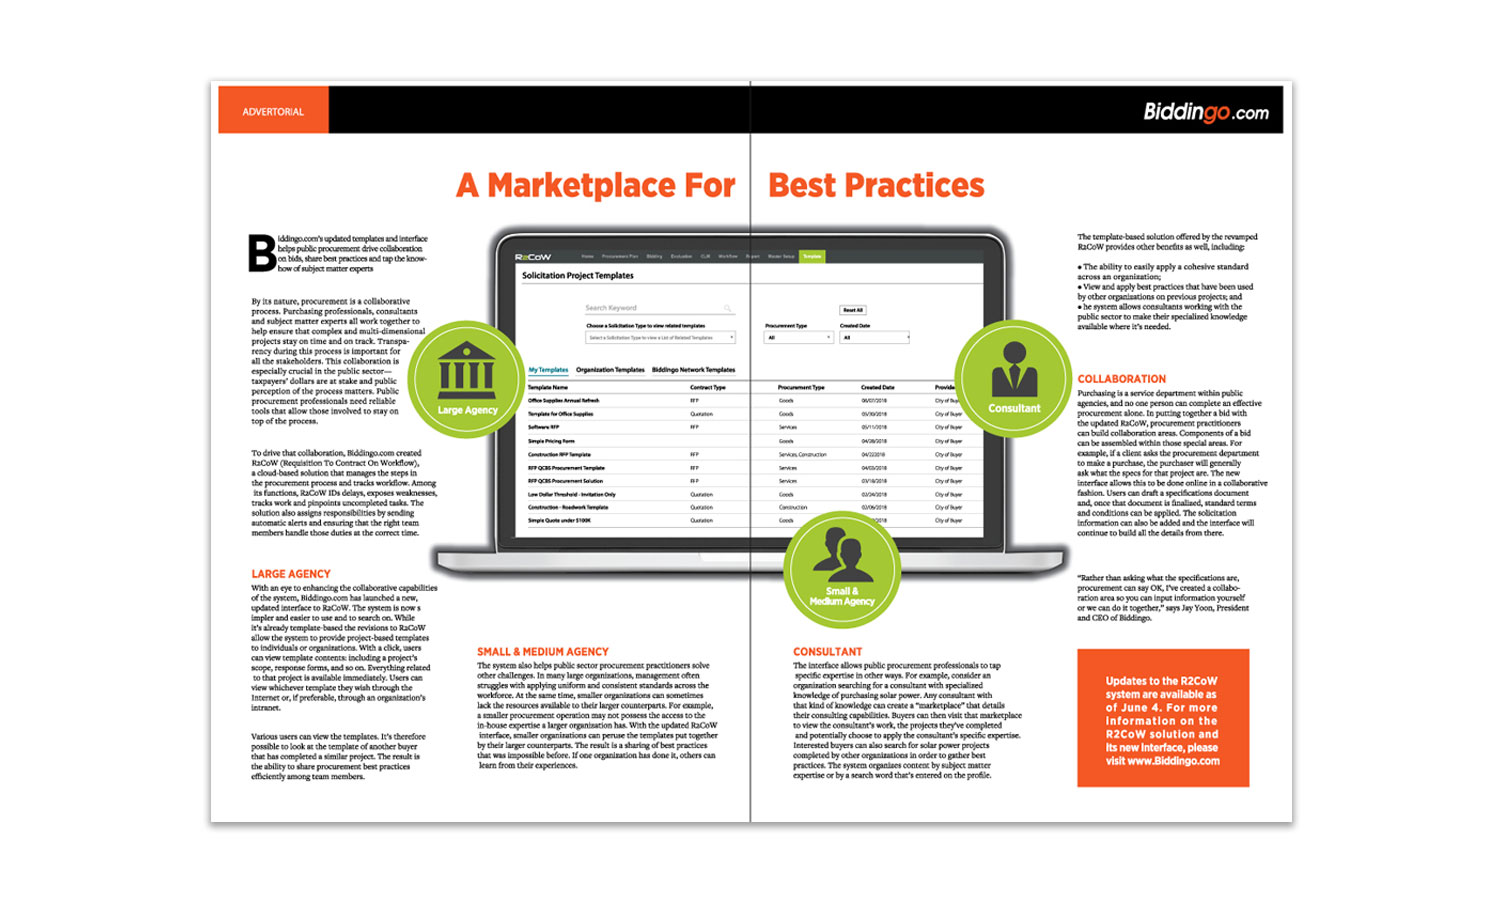 ADVERTORIAL
Biddingo.com
A Marketplace For Best Practices
Biddingo.com's updated templates and interface
helps public procurement drive collaboration
on bids, share best practices and tap the know-
how of subject matter experts
By its nature, procurement is a collaborative
process. Purchasing professionals, consultants
and subject matter experts all work together to
help ensure that complex and multi-dimensional
projects stay on time and on track. Transpa-
rency during this process is important for
all the stakeholders. This collaboration is
especially crucial in the public sector—
taxpayers' dollars are at stake and public
perception of the process matters. Public
procurement professionals need reliable
tools that allow those involved to stay on
top of the process.
To drive that collaboration, Biddingo.com created
R2CoW (Requisition To Contract On Workflow),
a cloud-based solution that manages the steps in
the procurement process and tracks workflow. Among
its functions, R2CoW IDs delays, exposes weaknesses,
tracks work and pinpoints uncompleted tasks. The
solution also assigns responsibilities by sending
automatic alerts and ensuring that the right team
members handle those duties at the correct time.
LARGE AGENCY
With an eye to enhancing the collaborative capabilities
of the system, Biddingo.com has launched a new,
updated interface to R2CoW. The system is now s
impler and easier to use and to search on. While
it's already template-based the revisions to R2CoW
allow the system to provide project-based templates
to individuals or organizations. With a click, users
can view template contents: including a project's
scope, response forms, and so on. Everything related
to that project is available immediately. Users can
view whichever template they wish through the
Internet or, if preferable, through an organization's
intranet.
Various users can view the templates. It's therefore
possible to look at the template of another buyer
that has completed a similar project. The result is
the ability to share procurement best practices
efficiently among team members.
R2CoW
Home Procurement Plan Bidding Evaluation CLM Workflow Master Setup Template
Solicitation Project Templates
Search Keyword
Reset All
Choose a Solicitation Type to view related templates
Procurement Type Created Date
Select a Solicitation Type to view a List of Related Templates
All All
My Templates Organization Templates Biddingo Network Templates
Template Name Contract Type Procurement Type Created Date
Office Supplies Annual Refresh RFP Goods 06/07/2018 City of Buyer
Template for Office Supplies Quotation Goods 05/30/2018 City of Buyer
Software RFP RFP Services 05/11/2018 City of Buyer
Simple Pricing Form Goods 04/28/2018 City of Buyer
Construction RFP Template RFP Services, Construction 04/222018 City of Buyer
RFP QCBS Procurement Template RFP Services 04/03/2018 City of Buyer
RFP QCBS Procurement Solution RFP Services 03/18/2018 City of Buyer
Low Dollar Threshold - Invitation Only Quotation Goods 02/24/2018 City of Buyer
Construction - Roadwork Template Quotation Construction 02/06/2018 City of Buyer
Simple Quote under $100K Quotation Goods City of Buyer
Large Agency
Consultant
Small &
Medium Agency
SMALL & MEDIUM AGENCY
The system also helps public sector procurement practitioners solve
other challenges. In many large organizations, management often
struggles with applying uniform and consistent standards across the
workforce. At the same time, smaller organizations can sometimes
lack the resources available to their larger counterparts. For example,
a smaller procurement operation may not possess the access to the
in-house expertise a larger organization has. With the updated R2CoW
interface, smaller organizations can peruse the templates put together
by their larger counterparts. The result is a sharing of best practices
that was impossible before. If one organization has done it, others can
learn from their experiences.
CONSULTANT
The interface allows public procurement professionals to tap
specific expertise in other ways. For example, consider an
organization searching for a consultant with specialized
knowledge of purchasing solar power. Any consultant with
that kind of knowledge can create a "marketplace" that details
their consulting capabilities. Buyers can then visit that marketplace
to view the consultant's work, the projects they've completed
and potentially choose to apply the consultant's specific expertise.
Interested buyers can also search for solar power projects
completed by other organizations in order to gather best
practices. The system organizes content by subject matter
expertise or by a search word that's entered on the profile.
The template-based solution offered by the revamped
R2CoW provides other benefits as well, including:
• The ability to easily apply a cohesive standard
across an organization;
• View and apply best practices that have been used
by other organizations on previous projects; and
• he system allows consultants working with the
public sector to make their specialized knowledge
available where it's needed.
COLLABORATION
Purchasing is a service department within public
agencies, and no one person can complete an effective
procurement alone. In putting together a bid with
the updated R2CoW, procurement practitioners
can build collaboration areas. Components of a bid
can be assembled within those special areas. For
example, if a client asks the procurement department
to make a purchase, the purchaser will generally
ask what the specs for that project are. The new
interface allows this to be done online in a collaborative
fashion. Users can draft a specifications document
and, once that document is finalised, standard terms
and conditions can be applied. The solicitation
information can also be added and the interface will
continue to build all the details from there.
"Rather than asking what the specifications are,
procurement can say OK, I've created a collabo-
ration area so you can input information yourself
or we can do it together," says Jay Yoon, President
and CEO of Biddingo.
Updates to the R2CoW
system are available as
of June 4. For more
information on the
R2CoW solution and
its new Interface, please
visit www.Biddingo.com